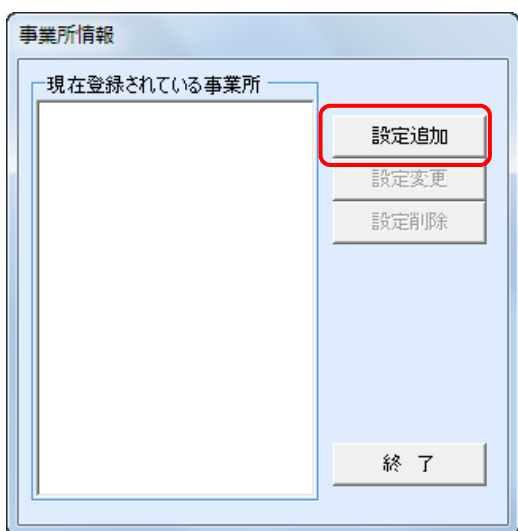 事業所情報
現在登録されている事業所
設定追加
設定変更
設定削除
終 了